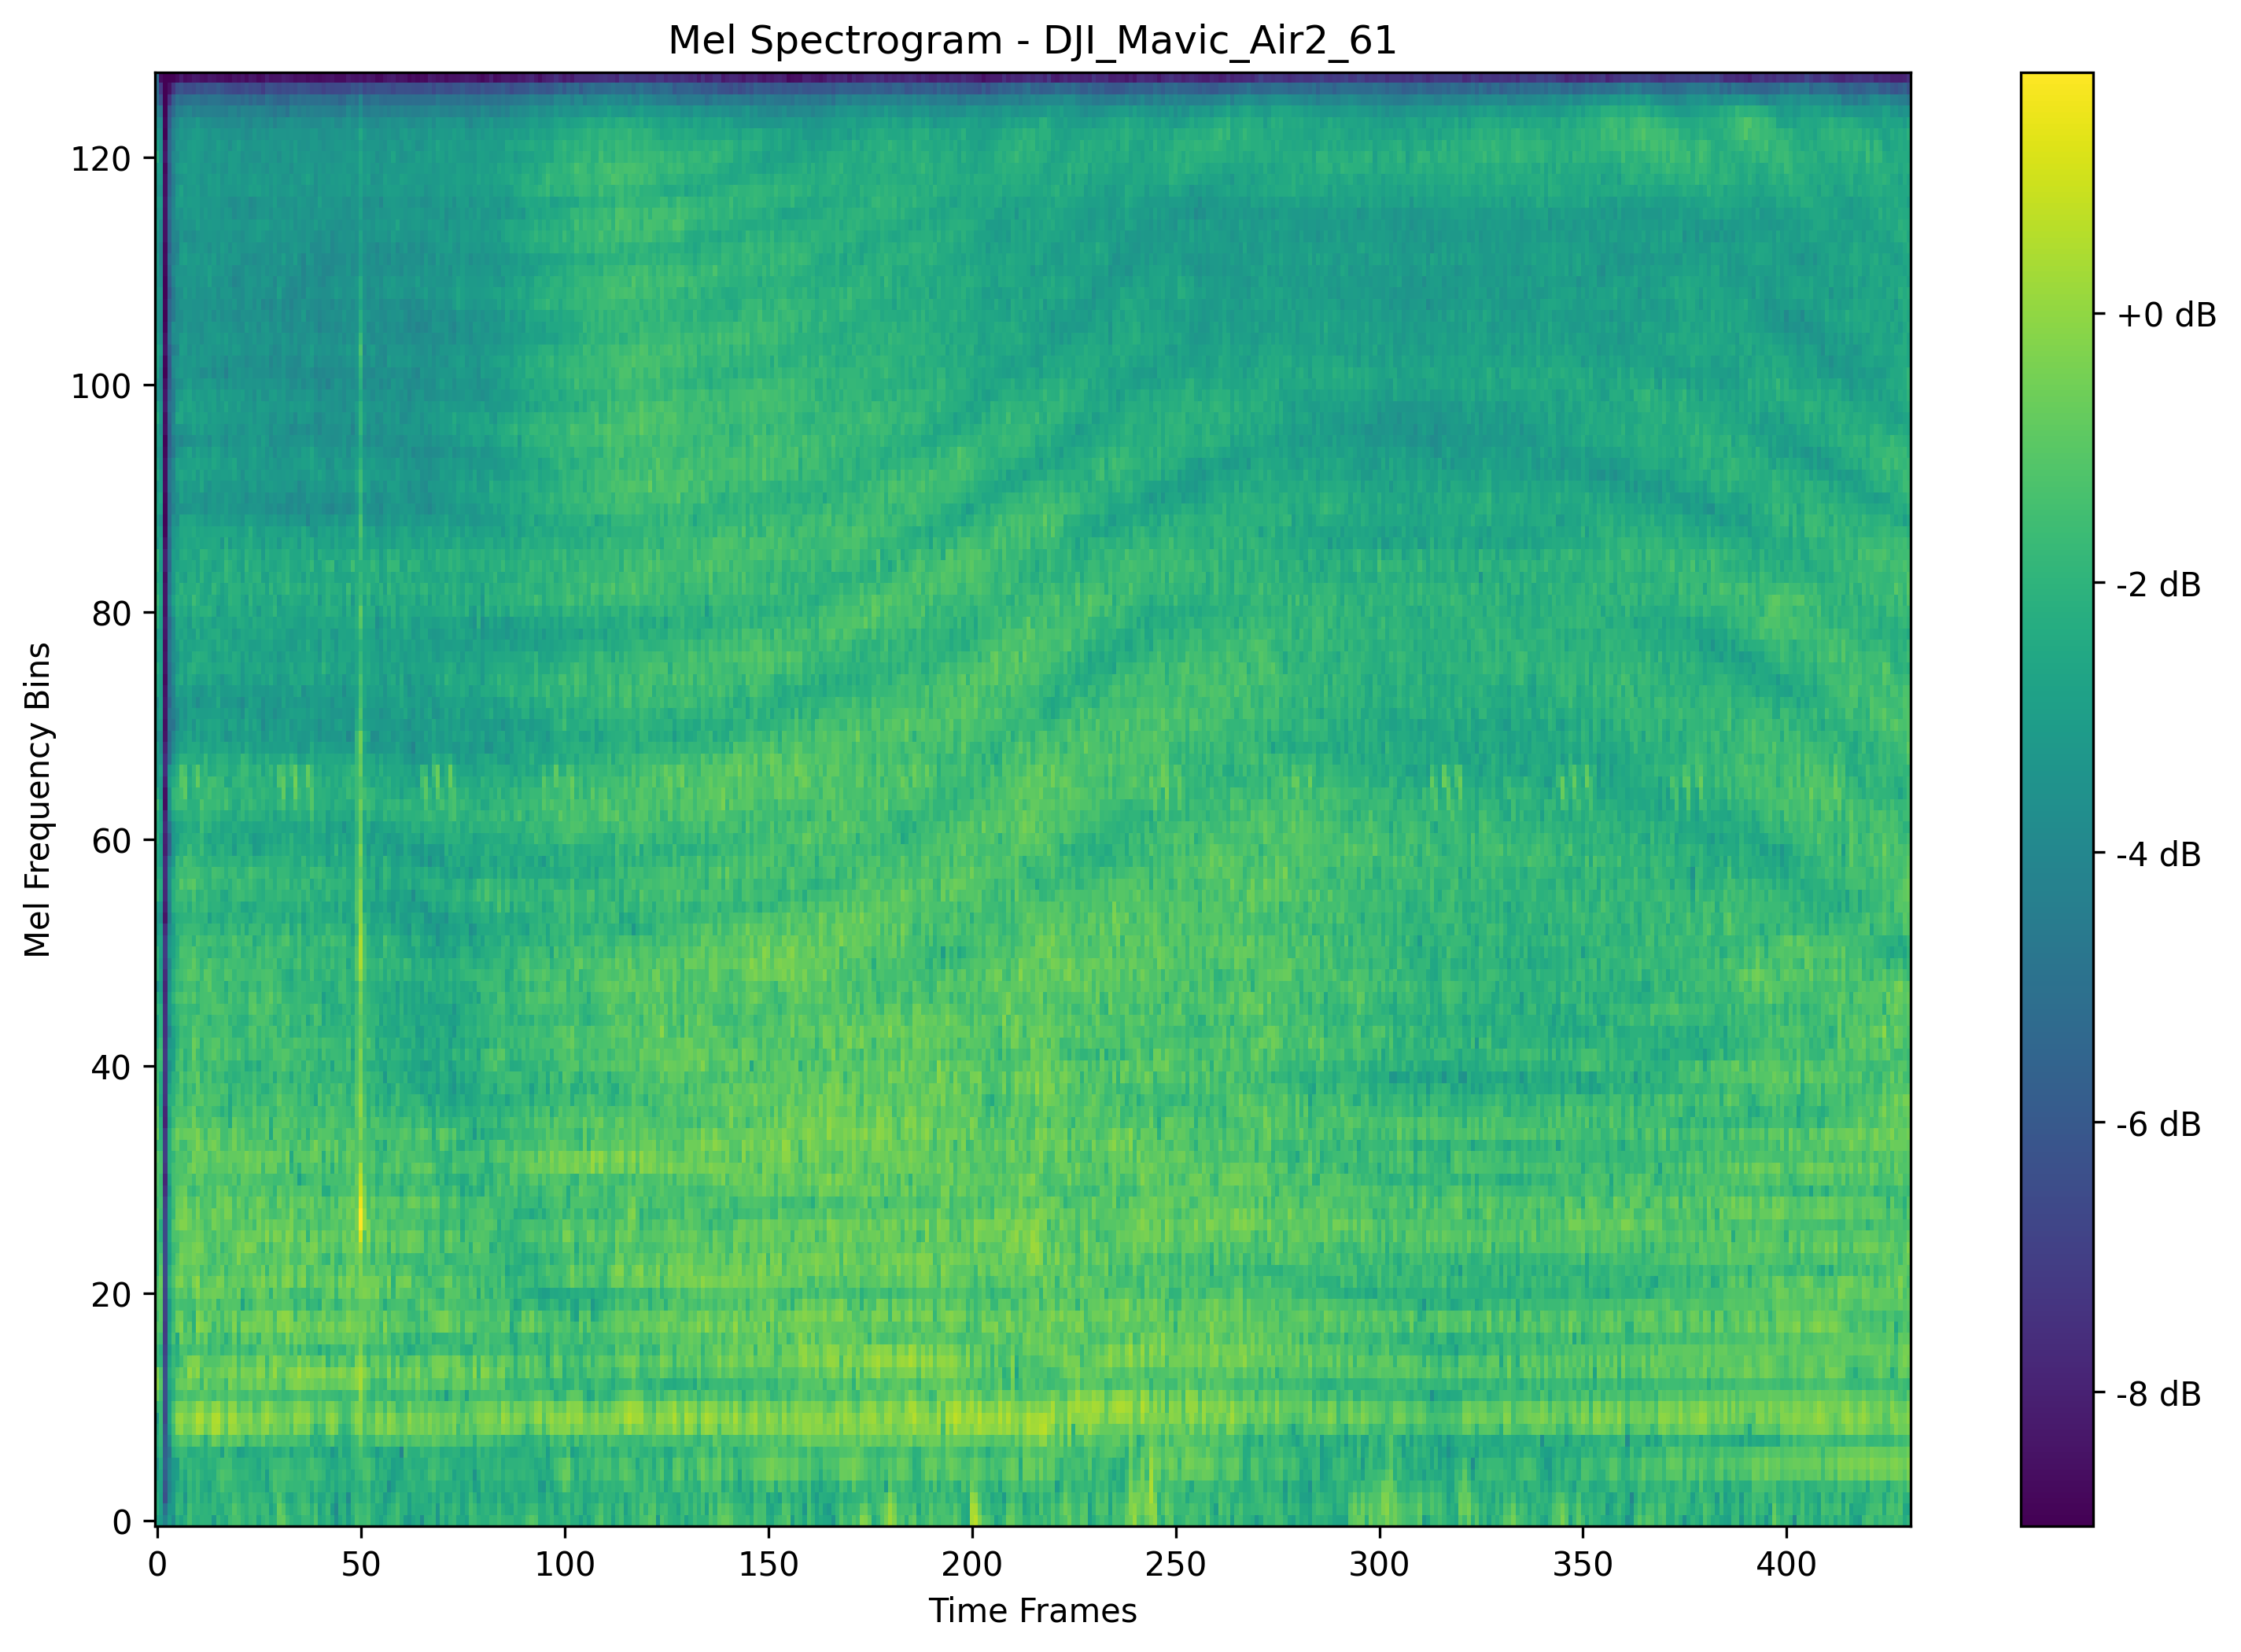 Mel Spectrogram - DJI_Mavic_Air2_61
Mel Frequency Bins
120
100
80
60
40
20
0
0 50 100 150 200 250 300 350 400
Time Frames
+0 dB
-2 dB
-4 dB
-6 dB
-8 dB